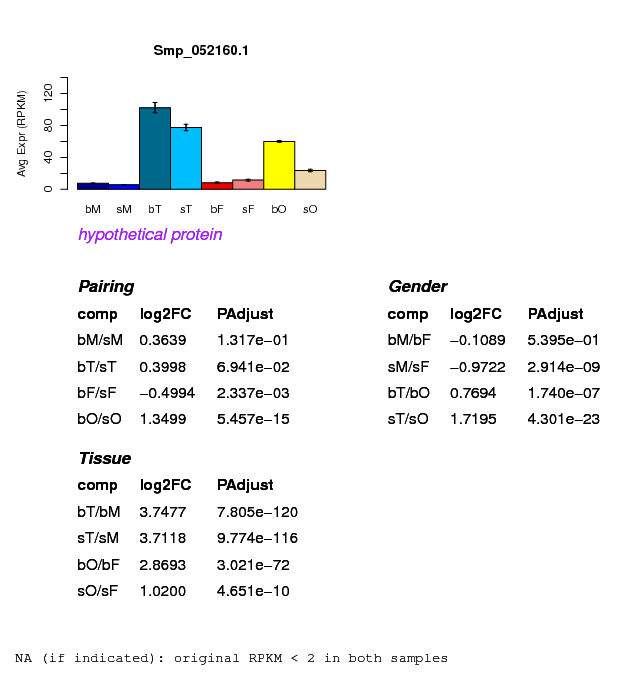 Smp_052160.1
Avg Expr (RPKM)
0 40 80 120
bM sM bT sT bF sF bO sO
hypothetical protein
Pairing
comp log2FC PAdjust
bM/sM 0.3639 1.317e−01
bT/sT 0.3998 6.941e−02
bF/sF −0.4994 2.337e−03
bO/sO 1.3499 5.457e−15
Gender
comp log2FC PAdjust
bM/bF −0.1089 5.395e−01
sM/sF −0.9722 2.914e−09
bT/bO 0.7694 1.740e−07
sT/sO 1.7195 4.301e−23
Tissue
comp log2FC PAdjust
bT/bM 3.7477 7.805e−120
sT/sM 3.7118 9.774e−116
bO/bF 2.8693 3.021e−72
sO/sF 1.0200 4.651e−10
NA (if indicated): original RPKM < 2 in both samples